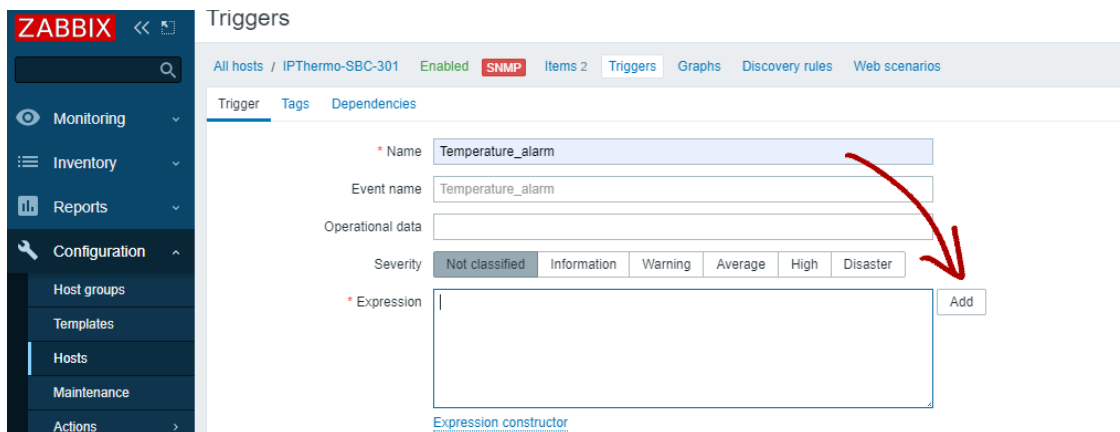 Triggers
ZABBIX
All hosts / IPThermo-SBC-301 Enabled SNMP Items 2 Triggers Graphs Discovery rules Web scenarios
Trigger Tags Dependencies
Monitoring
Inventory
Reports
Configuration
Host groups
Templates
Hosts
Maintenance
Actions
* Name Temperature_alarm
Event name Temperature_alarm
Operational data
Severity Not classified Information Warning Average High Disaster
* Expression Add
Expression constructor